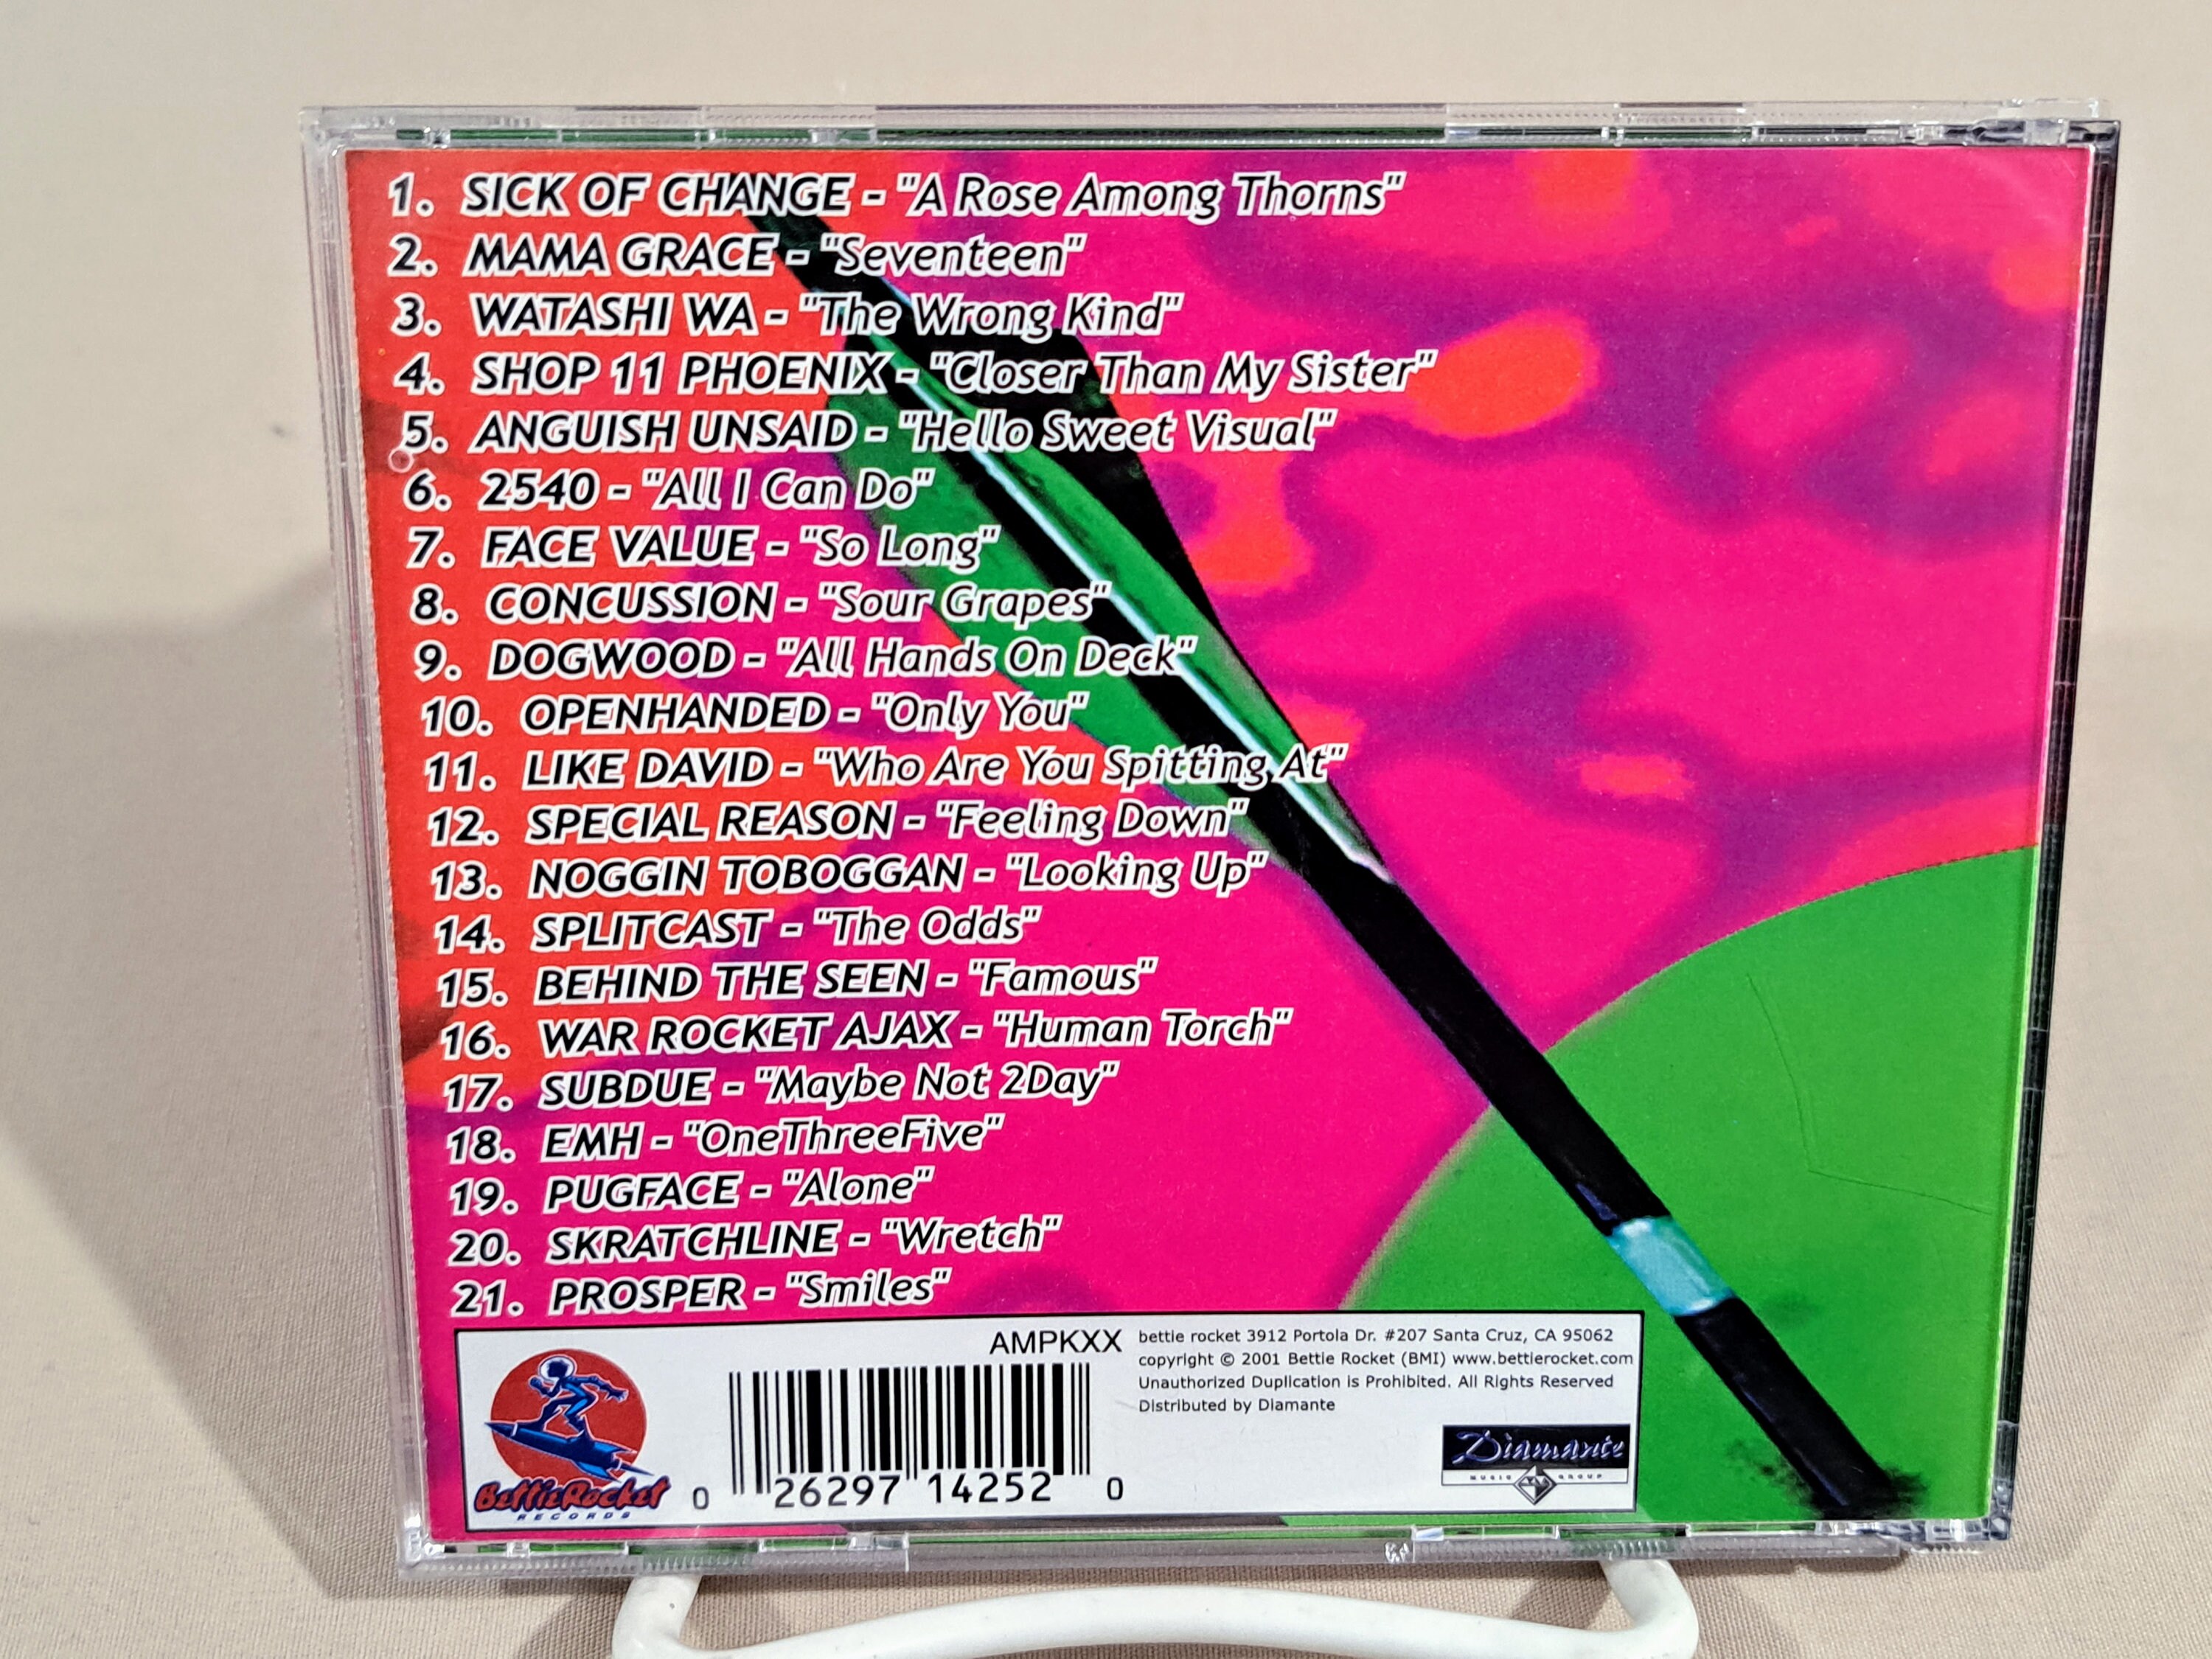 1. SICK OF CHANGE - "A Rose Among Thorns"
2. MAMA GRACE - "Seventeen"
3. WATASHI WA - "The Wrong Kind"
4. SHOP 11 PHOENIX - "Closer Than My Sister"
5. ANGUISH UNSAID - "Hello Sweet Visual"
6. 2540 - "All I Can Do"
7. FACE VALUE - "So Long"
8. CONCUSSION - "Sour Grapes"
9. DOGWOOD - "All Hands On Deck"
10. OPENHANDED - "Only You"
11. LIKE DAVID - "Who Are You Spitting At"
12. SPECIAL REASON - "Feeling Down"
13. NOGGIN TOBOGGAN - "Looking Up"
14. SPLITCAST - "The Odds"
15. BEHIND THE SEEN - "Famous"
16. WAR ROCKET AJAX - "Human Torch"
17. SUBDUE - "Maybe Not 2Day"
18. EMH - "OneThreeFive"
19. PUGFACE - "Alone"
20. SKRATCHLINE - "Wretch"
21. PROSPER - "Smiles"
Bettie Rocket
RECORDS
AMPKXX
0 26297 14252 0
bettie rocket 3912 Portola Dr. #207 Santa Cruz, CA 95062
copyright © 2001 Bettie Rocket (BMI) www.bettierocket.com
Unauthorized Duplication is Prohibited. All Rights Reserved
Distributed by Diamante
Diamante
MUSIC GROUP